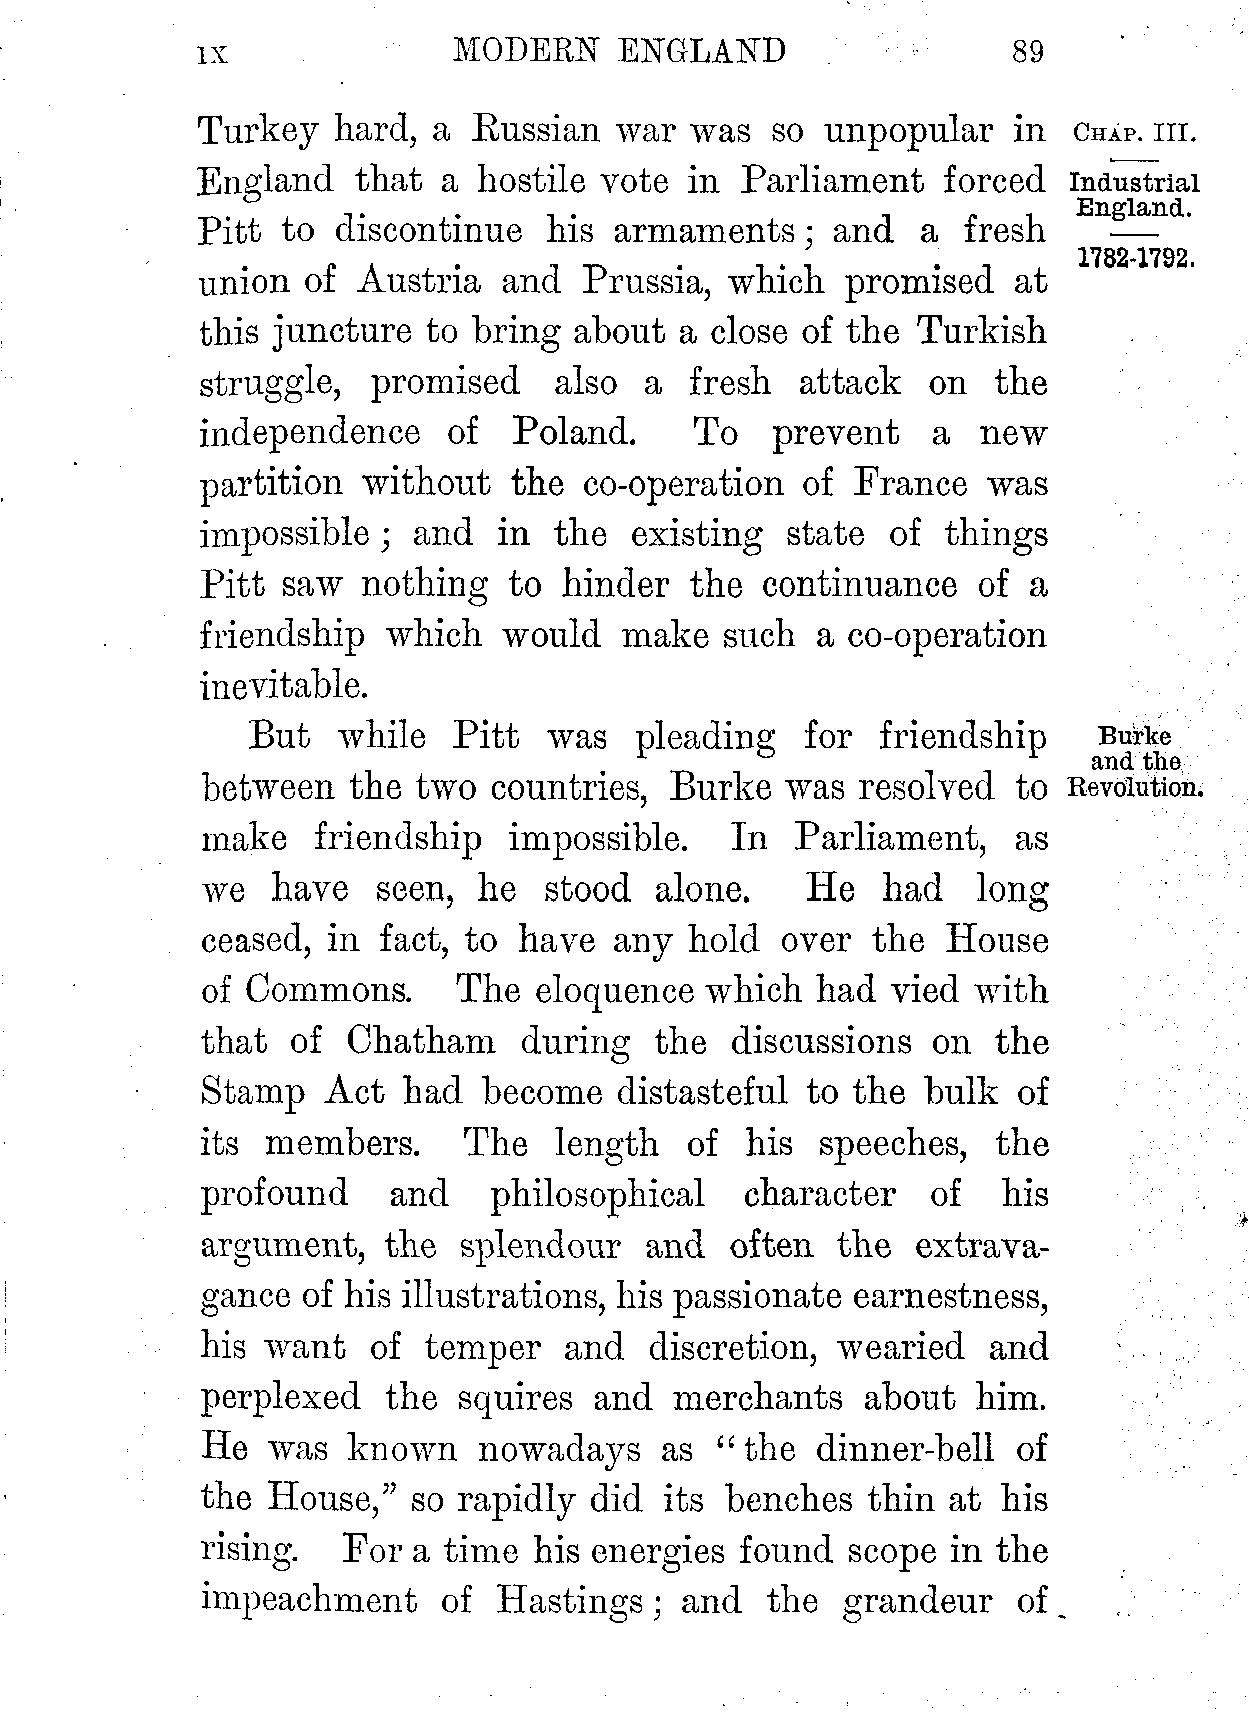 IX MODERN ENGLAND 89
Turkey hard, a Russian war was so unpopular in
England that a hostile vote in Parliament forced
Pitt to discontinue his armaments; and a fresh
union of Austria and Prussia, which promised at
this juncture to bring about a close of the Turkish
struggle, promised also a fresh attack on the
independence of Poland. To prevent a new
partition without the co-operation of France was
impossible; and in the existing state of things
Pitt saw nothing to hinder the continuance of a
friendship which would make such a co-operation
inevitable.
CHAP. III.
Industrial
England.
1782-1792.
But while Pitt was pleading for friendship
between the two countries, Burke was resolved to
make friendship impossible. In Parliament, as
we have seen, he stood alone. He had long
ceased, in fact, to have any hold over the House
of Commons. The eloquence which had vied with
that of Chatham during the discussions on the
Stamp Act had become distasteful to the bulk of
its members. The length of his speeches, the
profound and philosophical character of his
argument, the splendour and often the extrava-
gance of his illustrations, his passionate earnestness,
his want of temper and discretion, wearied and
perplexed the squires and merchants about him.
He was known nowadays as "the dinner-bell of
the House," so rapidly did its benches thin at his
rising. For a time his energies found scope in the
impeachment of Hastings; and the grandeur of
Burke
and the
Revolution.